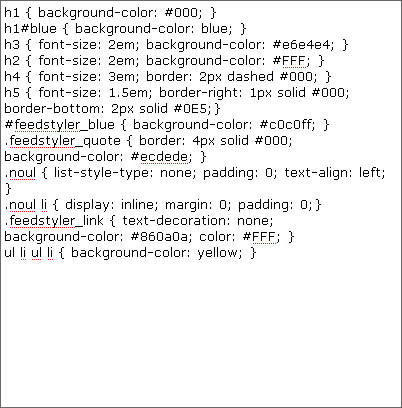 h1 { background-color: #000; }
h1#blue { background-color: blue; }
h3 { font-size: 2em; background-color: #e6e4e4; }
h2 { font-size: 2em; background-color: #FFF; }
h4 { font-size: 3em; border: 2px dashed #000; }
h5 { font-size: 1.5em; border-right: 1px solid #000;
border-bottom: 2px solid #0E5; }
#feedstyler_blue { background-color: #c0c0ff; }
.feedstyler_quote { border: 4px solid #000;
background-color: #ecdede; }
.noul { list-style-type: none; padding: 0; text-align: left;
}
.noul li { display: inline; margin: 0; padding: 0; }
.feedstyler_link { text-decoration: none;
background-color: #860a0a; color: #FFF; }
ul li ul li { background-color: yellow; }